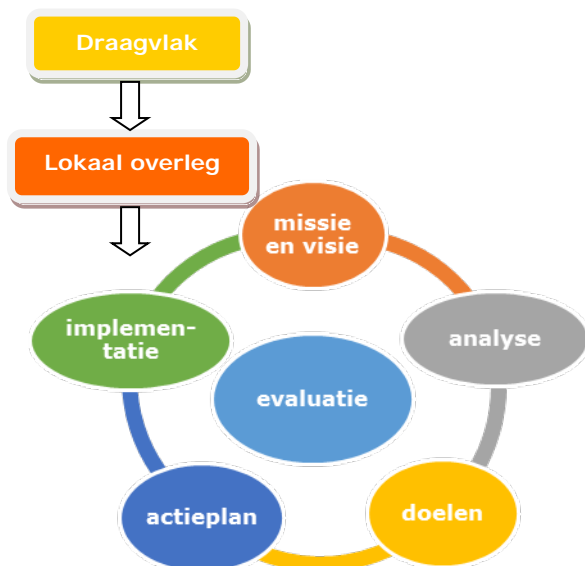 Draagvlak
Lokaal overleg
missie
en visie
implemen-
tatie
analyse
evaluatie
actieplan
doelen